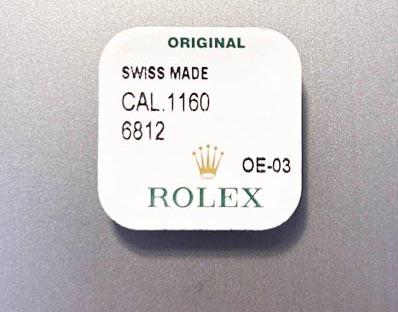 ORIGINAL
SWISS MADE
CAL.1160
6812
OE-03
ROLEX